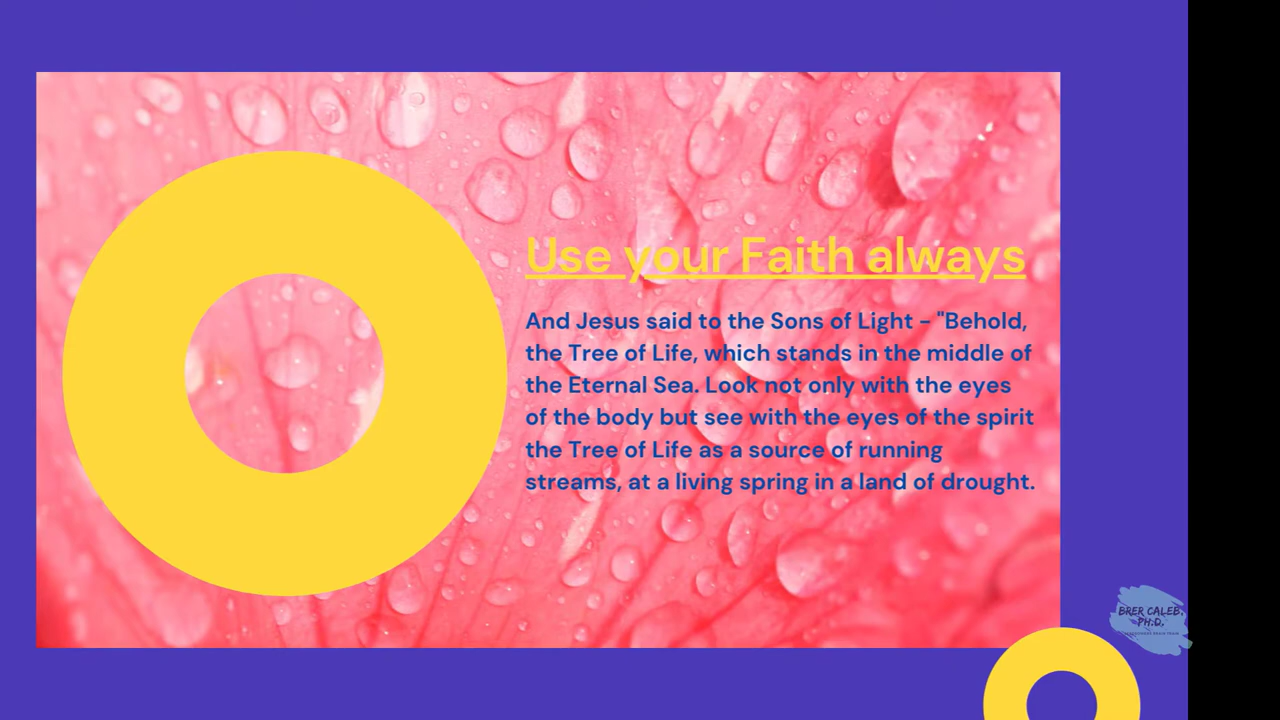 Use your Faith always
And Jesus said to the Sons of Light - "Behold,
the Tree of Life, which stands in the middle of
the Eternal Sea. Look not only with the eyes
of the body but see with the eyes of the spirit
the Tree of Life as a source of running
streams, at a living spring in a land of drought.
BRER CALEB,
PH.D.